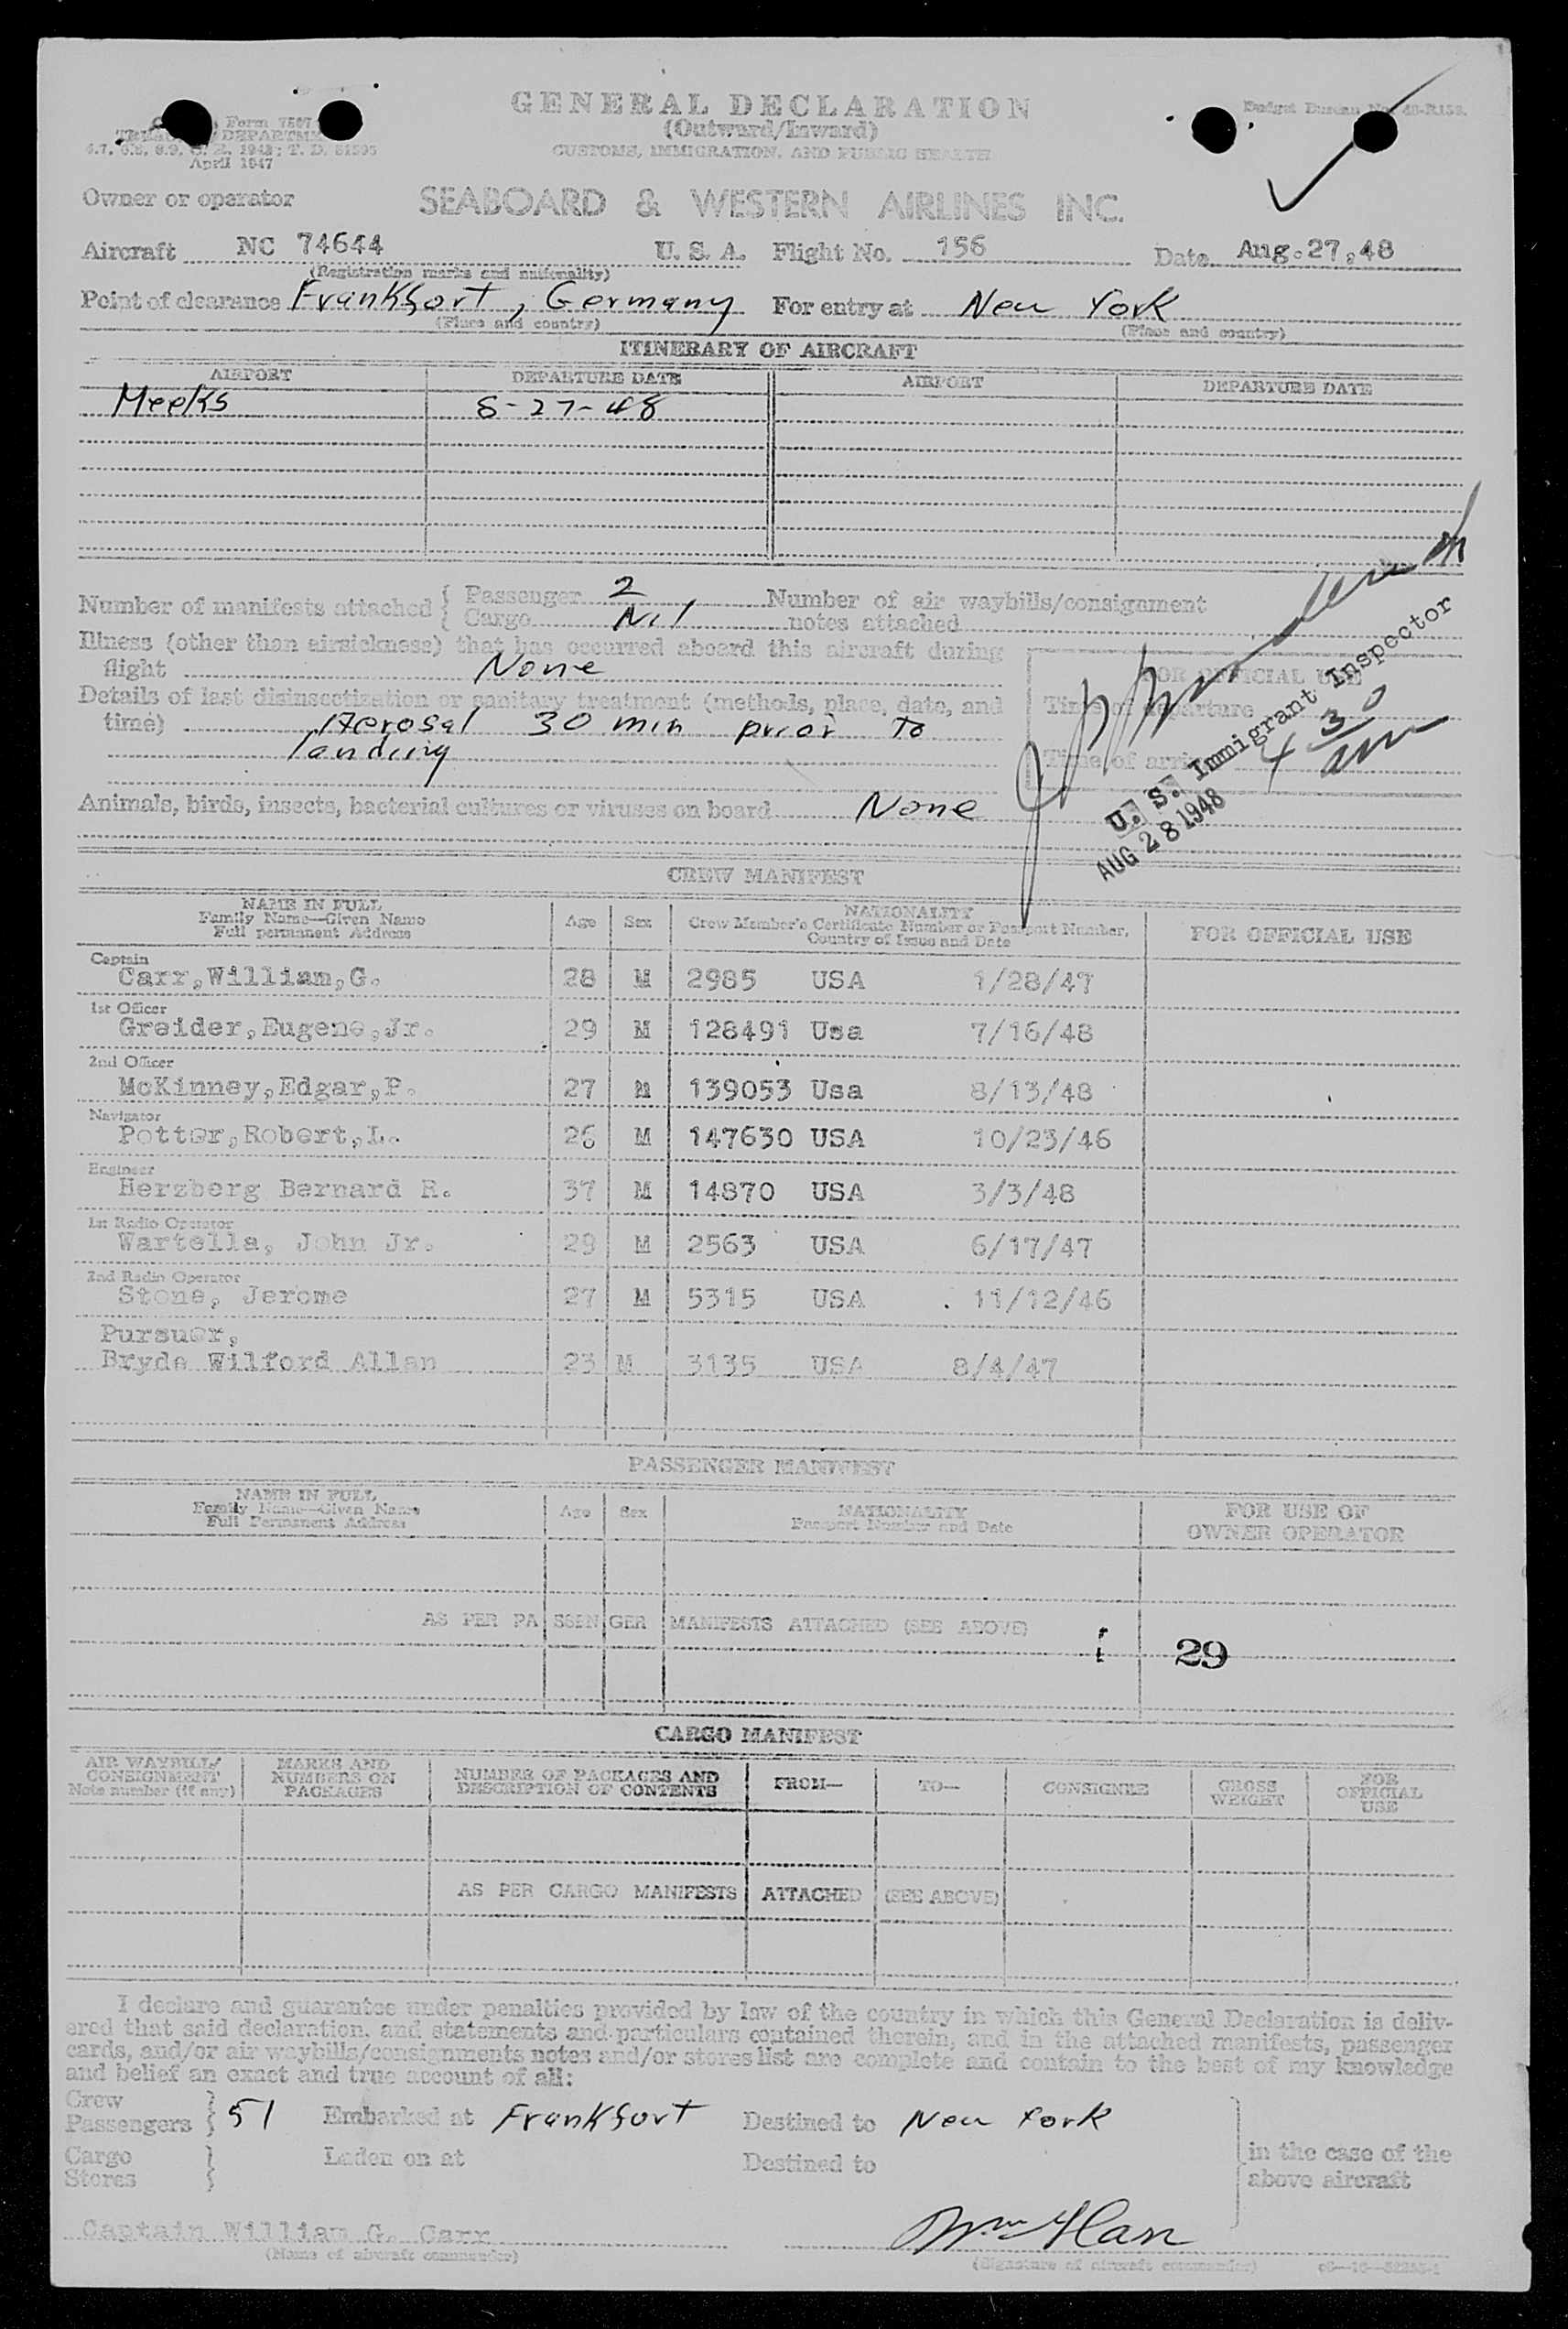 GENERAL DECLARATION
(Outward/Inward)
CUSTOMS, IMMIGRATION, AND PUBLIC HEALTH
Form 7507
DEPARTMENT
April 1947
Budget Bureau No. 48-R158.
Owner or operator SEABOARD & WESTERN AIRLINES INC.
Aircraft NC 74644 U. S. A. Flight No. 156 Date Aug.27,48
(Registration marks and nationality)
Point of clearance Frankfort, Germany For entry at New York
(Place and country) (Place and country)
ITINERARY OF AIRCRAFT
AIRPORT DEPARTURE DATE AIRPORT DEPARTURE DATE
Meeks 8-27-48
Number of manifests attached { Passenger 2 Number of air waybills/consignment
Cargo Nil notes attached
Illness (other than airsickness) that has occurred aboard this aircraft during
flight None
Details of last disinsectization or sanitary treatment (methods, place, date, and
time) Aerosal 30 min prior to
landing
Animals, birds, insects, bacterial cultures or viruses on board None
FOR OFFICIAL USE
Time of departure
Time of arrival 4 30 am
U. S. Immigrant Inspector
AUG 28 1948
CREW MANIFEST
NAME IN FULL
Family Name—Given Name
Full permanent Address
Age Sex
NATIONALITY
Crew Member's Certificate Number or Passport Number,
Country of Issue and Date
FOR OFFICIAL USE
Captain
Carr,William,G. 28 M 2985 USA 1/28/47
1st Officer
Greider,Eugene,Jr. 29 M 128491 Usa 7/16/48
2nd Officer
McKinney,Edgar,P. 27 m 139053 Usa 8/13/48
Navigator
Potter,Robert,L. 26 M 147630 USA 10/23/46
Engineer
Herzberg Bernard R. 37 M 14870 USA 3/3/48
1st Radio Operator
Wartella, John Jr. 29 M 2563 USA 6/17/47
2nd Radio Operator
Stone, Jerome 27 M 5315 USA 11/12/46
Pursuer,
Bryde Wilford Allan 23 M 3135 USA 8/4/47
PASSENGER MANIFEST
NAME IN FULL
Family Name—Given Name
Full Permanent Address
Age Sex
NATIONALITY
Passport Number and Date
FOR USE OF
OWNER OPERATOR
AS PER PASSENGER MANIFESTS ATTACHED (SEE ABOVE)
29
CARGO MANIFEST
AIR WAYBILL/
CONSIGNMENT
Note number (if any)
MARKS AND
NUMBERS ON
PACKAGES
NUMBER OF PACKAGES AND
DESCRIPTION OF CONTENTS
FROM— TO— CONSIGNEE
GROSS
WEIGHT
FOR
OFFICIAL
USE
AS PER CARGO MANIFESTS ATTACHED (SEE ABOVE)
I declare and guarantee under penalties provided by law of the country in which this General Declaration is deliv-
ered that said declaration, and statements and particulars contained therein, and in the attached manifests, passenger
cards, and/or air waybills/consignments notes and/or stores list are complete and contain to the best of my knowledge
and belief an exact and true account of all:
Crew
Passengers } 51 Embarked at Frankfort Destined to New York
Cargo
Stores } Laden on at Destined to
in the case of the
above aircraft
Captain William G. Carr Wm G Carr
(Name of aircraft commander) (Signature of aircraft commander)